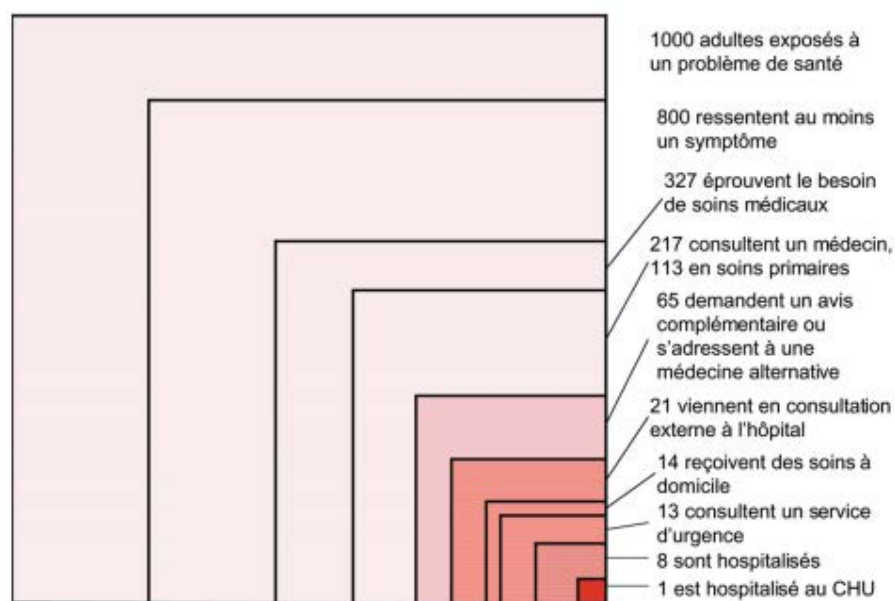 1000 adultes exposés à
un problème de santé
800 ressentent au moins
un symptôme
327 éprouvent le besoin
de soins médicaux
217 consultent un médecin,
113 en soins primaires
65 demandent un avis
complémentaire ou
s'adressent à une
médecine alternative
21 viennent en consultation
externe à l'hôpital
14 reçoivent des soins à
domicile
13 consultent un service
d'urgence
8 sont hospitalisés
1 est hospitalisé au CHU